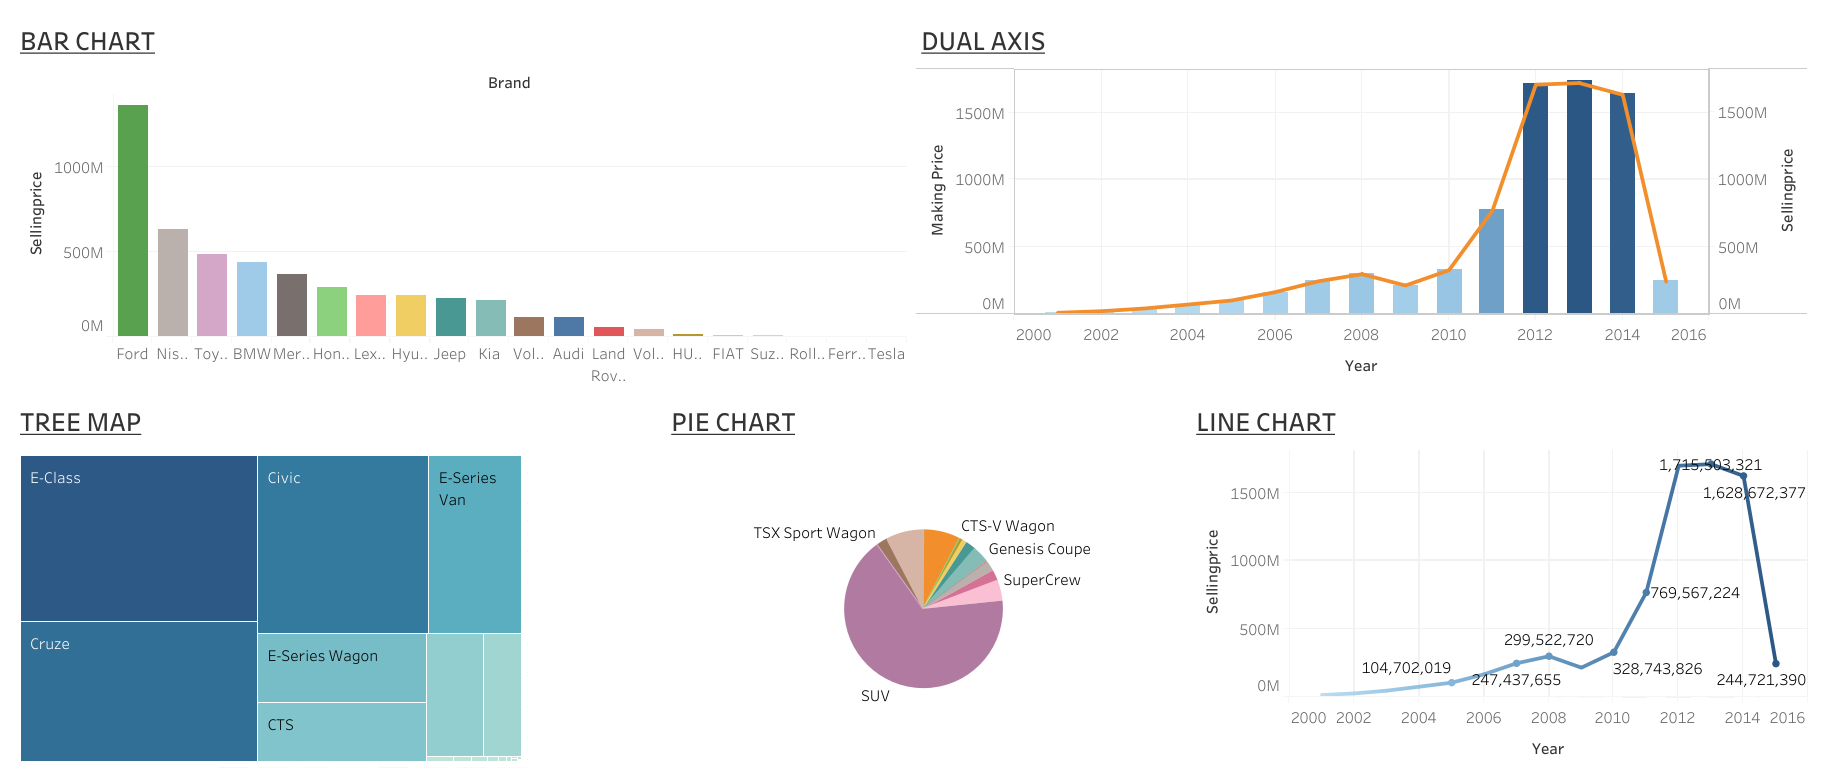 BAR CHART
Brand
Sellingprice
1000M
500M
0M
Ford Nis.. Toy.. BMW Mer.. Hon.. Lex.. Hyu.. Jeep Kia Vol.. Audi Land Vol.. HU.. FIAT Suz.. Roll.. Ferr.. Tesla
Rov..
DUAL AXIS
Making Price
1500M
1000M
500M
0M
1500M
1000M
500M
0M
Sellingprice
2000 2002 2004 2006 2008 2010 2012 2014 2016
Year
TREE MAP
E-Class
Cruze
Civic
E-Series
Van
E-Series Wagon
CTS
PIE CHART
TSX Sport Wagon
CTS-V Wagon
Genesis Coupe
SuperCrew
SUV
LINE CHART
Sellingprice
1500M
1000M
500M
0M
1,715,503,321
1,628,672,377
769,567,224
299,522,720
104,702,019
328,743,826
247,437,655
244,721,390
2000 2002 2004 2006 2008 2010 2012 2014 2016
Year